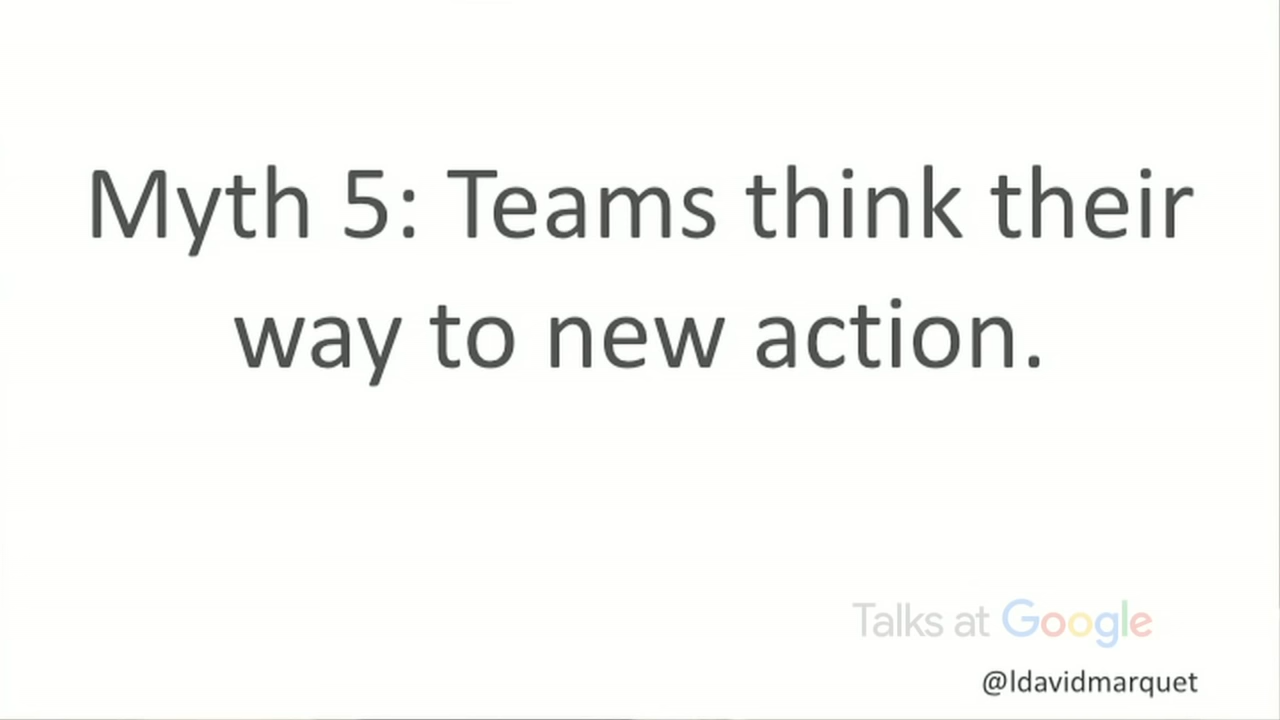 Myth 5: Teams think their
way to new action.
Talks at Google
@ldavidmarquet